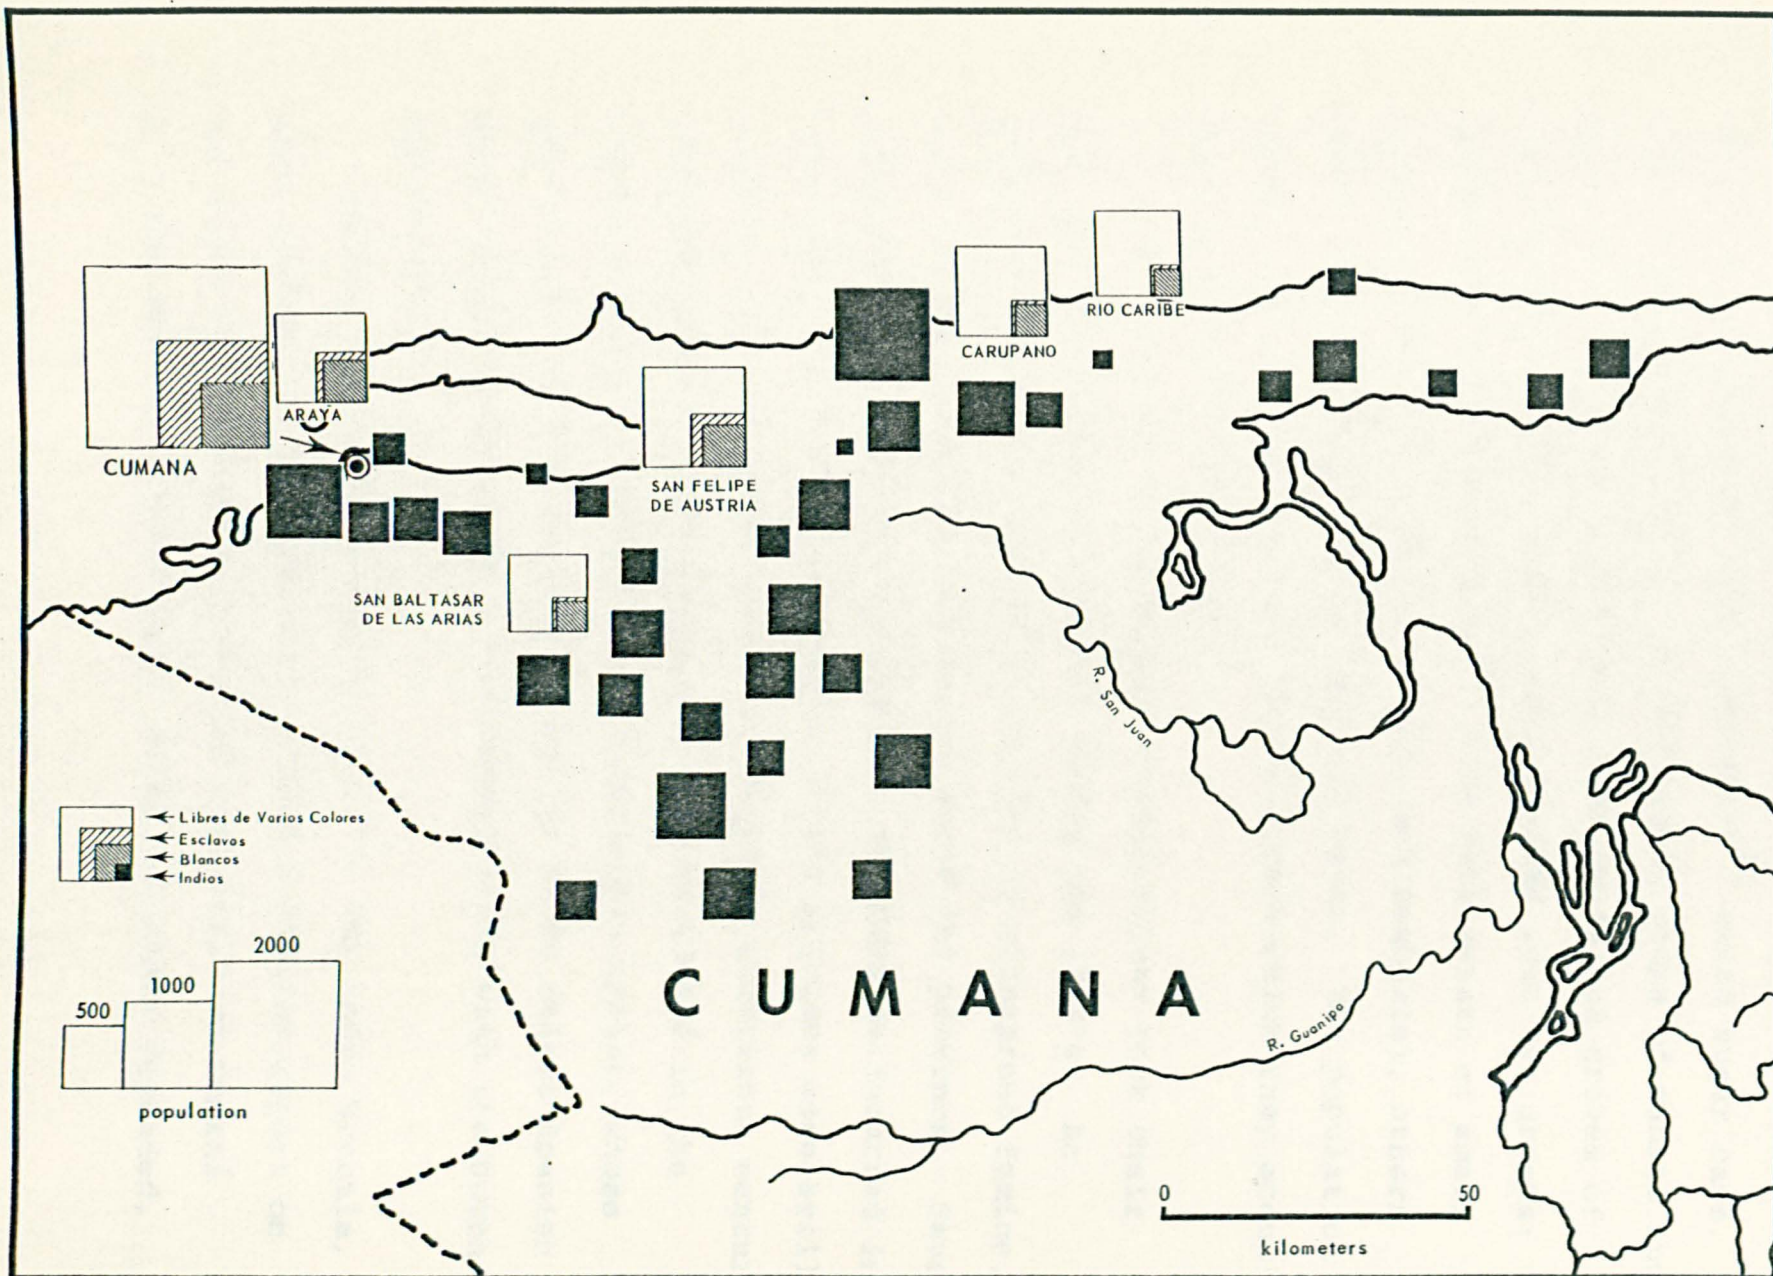 RIO CARIBE
CARUPANO
ARAYA
CUMANA
SAN FELIPE
DE AUSTRIA
SAN BALTASAR
DE LAS ARIAS
R. San Juan
Libres de Varios Colores
Esclavos
Blancos
Indios
2000
1000
500
population
CUMANA
R. Guanipa
0 50
kilometers